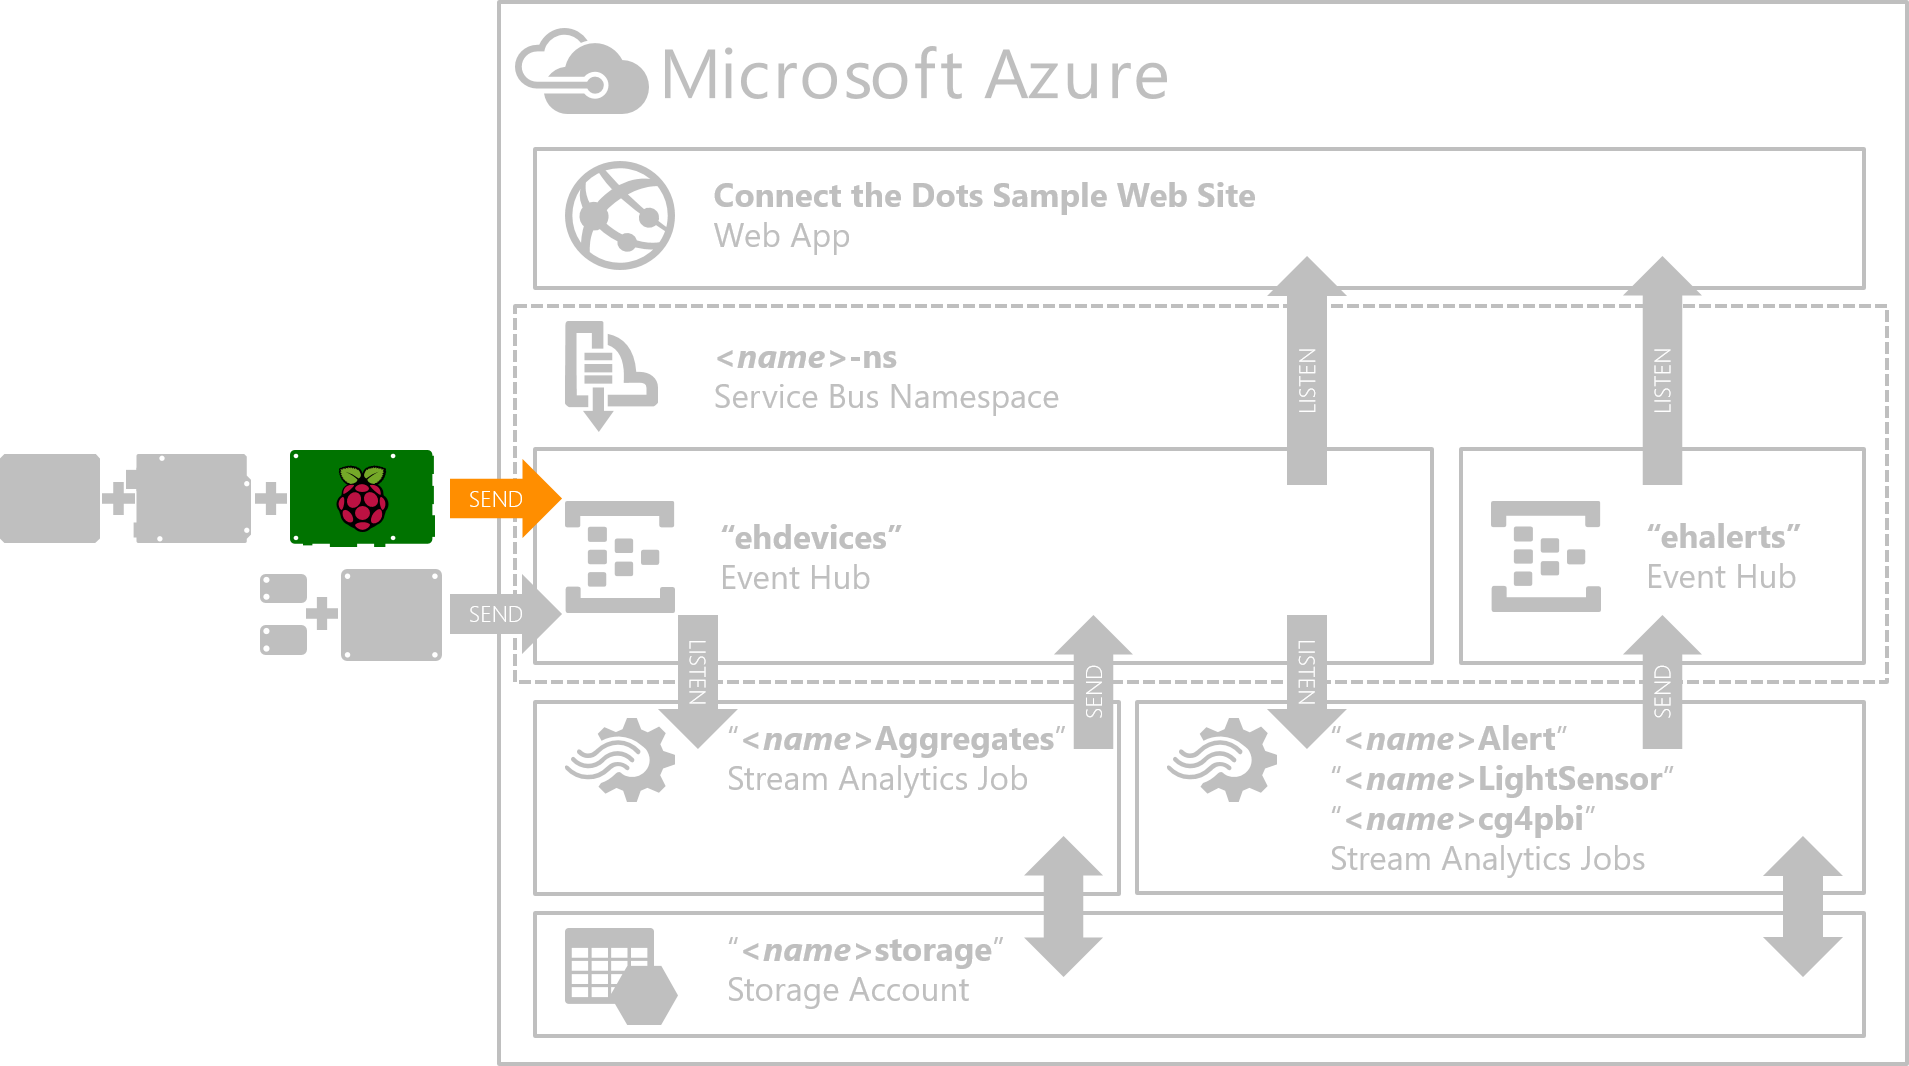 Microsoft Azure
Connect the Dots Sample Web Site
Web App
<name>-ns
Service Bus Namespace
LISTEN
LISTEN
SEND
“ehdevices”
Event Hub
“ehalerts”
Event Hub
SEND
LISTEN
SEND
LISTEN
SEND
“<name>Aggregates”
Stream Analytics Job
“<name>Alert”
“<name>LightSensor”
“<name>cg4pbi”
Stream Analytics Jobs
“<name>storage”
Storage Account